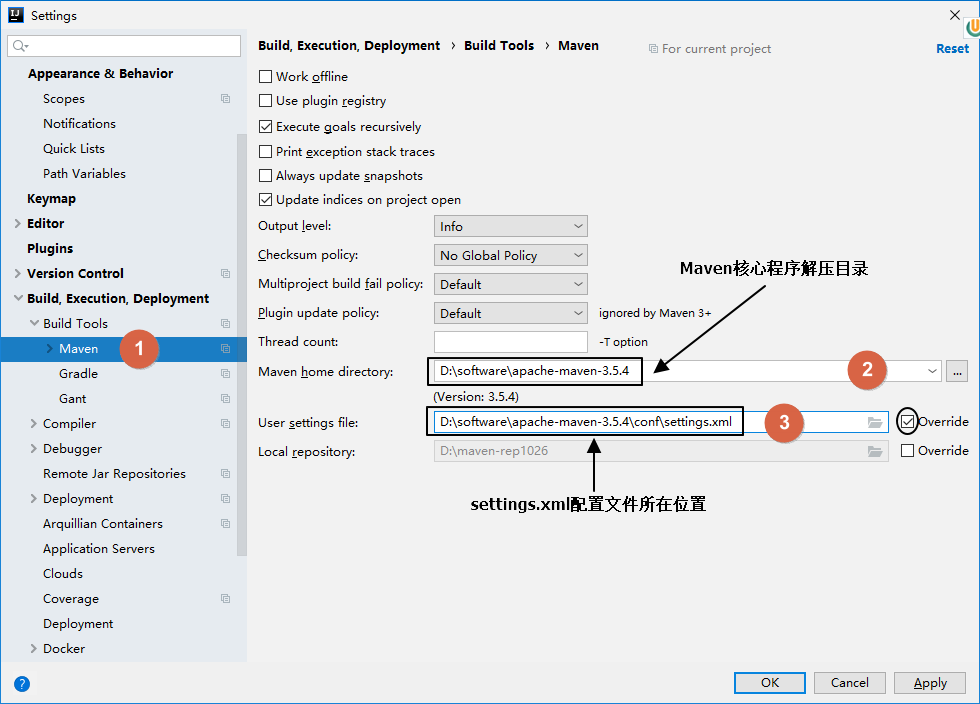 Settings
Appearance & Behavior
Scopes
Notifications
Quick Lists
Path Variables
Keymap
Editor
Plugins
Version Control
Build, Execution, Deployment
Build Tools
Maven
1
Gradle
Gant
Compiler
Debugger
Remote Jar Repositories
Deployment
Arquillian Containers
Application Servers
Clouds
Coverage
Deployment
Docker
Build, Execution, Deployment › Build Tools › Maven
For current project
Reset
Work offline
Use plugin registry
Execute goals recursively
Print exception stack traces
Always update snapshots
Update indices on project open
Output level: Info
Checksum policy: No Global Policy
Multiproject build fail policy: Default
Plugin update policy: Default ignored by Maven 3+
Thread count: -T option
Maven核心程序解压目录
Maven home directory: D:\software\apache-maven-3.5.4 2 ...
(Version: 3.5.4)
User settings file: D:\software\apache-maven-3.5.4\conf\settings.xml 3 Override
Local repository: D:\maven-rep1026 Override
settings.xml配置文件所在位置
?
OK Cancel Apply